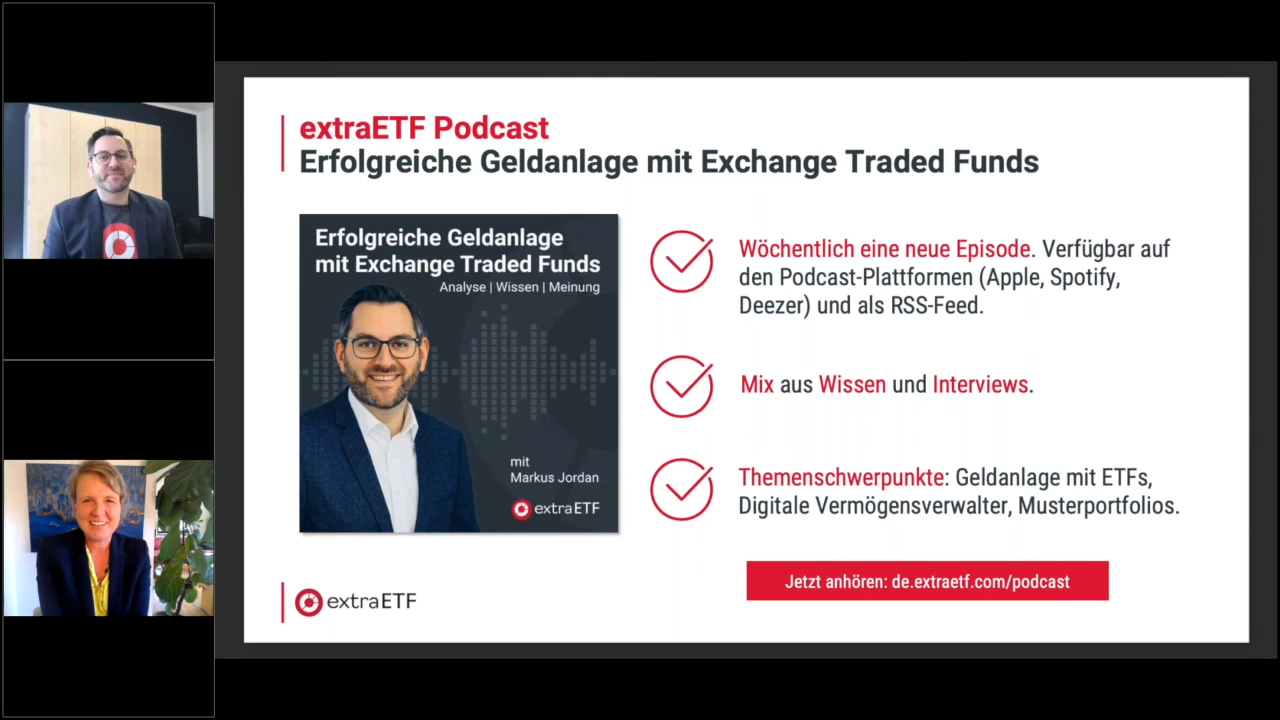 extraETF Podcast
Erfolgreiche Geldanlage mit Exchange Traded Funds
Erfolgreiche Geldanlage
mit Exchange Traded Funds
Analyse | Wissen | Meinung
mit
Markus Jordan
extraETF
Wöchentlich eine neue Episode. Verfügbar auf
den Podcast-Plattformen (Apple, Spotify,
Deezer) und als RSS-Feed.
Mix aus Wissen und Interviews.
Themenschwerpunkte: Geldanlage mit ETFs,
Digitale Vermögensverwalter, Musterportfolios.
Jetzt anhören: de.extraetf.com/podcast
extraETF